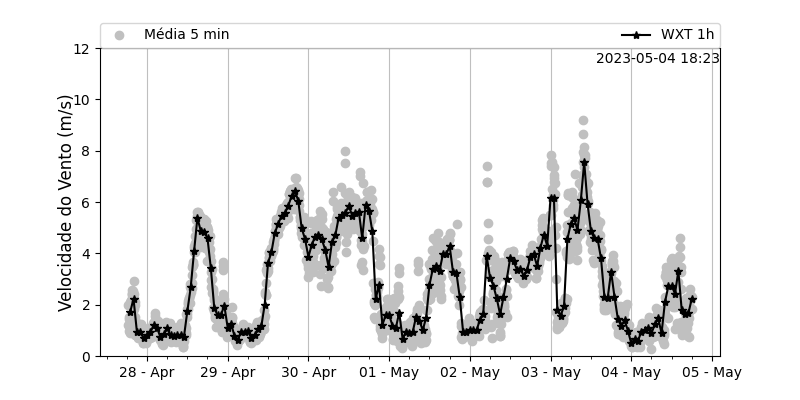 Média 5 min
WXT 1h
2023-05-04 18:23
Velocidade do Vento (m/s)
12
10
8
6
4
2
0
28 - Apr
29 - Apr
30 - Apr
01 - May
02 - May
03 - May
04 - May
05 - May